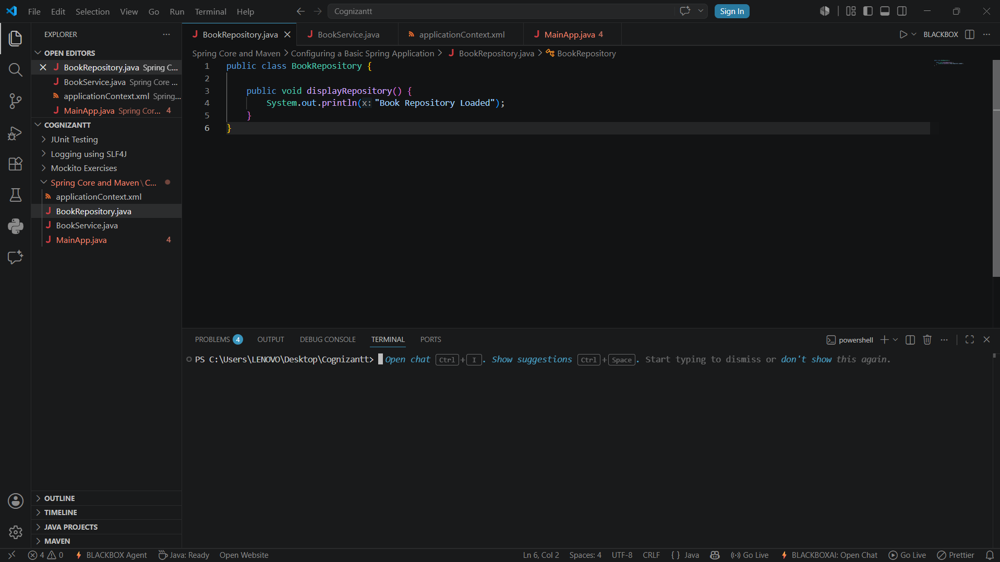 File Edit Selection View Go Run Terminal Help
Cognizantt
Sign In
EXPLORER
OPEN EDITORS
BookRepository.java Spring C...
BookService.java Spring Core ...
applicationContext.xml Spring...
MainApp.java Spring Cor... 4
COGNIZANTT
JUnit Testing
Logging using SLF4J
Mockito Exercises
Spring Core and Maven\C...
applicationContext.xml
BookRepository.java
BookService.java
MainApp.java 4
OUTLINE
TIMELINE
JAVA PROJECTS
MAVEN
BookRepository.java BookService.java applicationContext.xml MainApp.java 4
BLACKBOX
Spring Core and Maven > Configuring a Basic Spring Application > BookRepository.java > BookRepository
1 public class BookRepository {
2
3 public void displayRepository() {
4 System.out.println(x: "Book Repository Loaded");
5 }
6 }
PROBLEMS 4 OUTPUT DEBUG CONSOLE TERMINAL PORTS
powershell
PS C:\Users\LENOVO\Desktop\Cognizantt> Open chat Ctrl+I. Show suggestions Ctrl+Space. Start typing to dismiss or don't show this again.
4 0 BLACKBOX Agent Java: Ready Open Website
Ln 6, Col 2 Spaces: 4 UTF-8 CRLF {} Java Go Live BLACKBOXAI: Open Chat Go Live Prettier